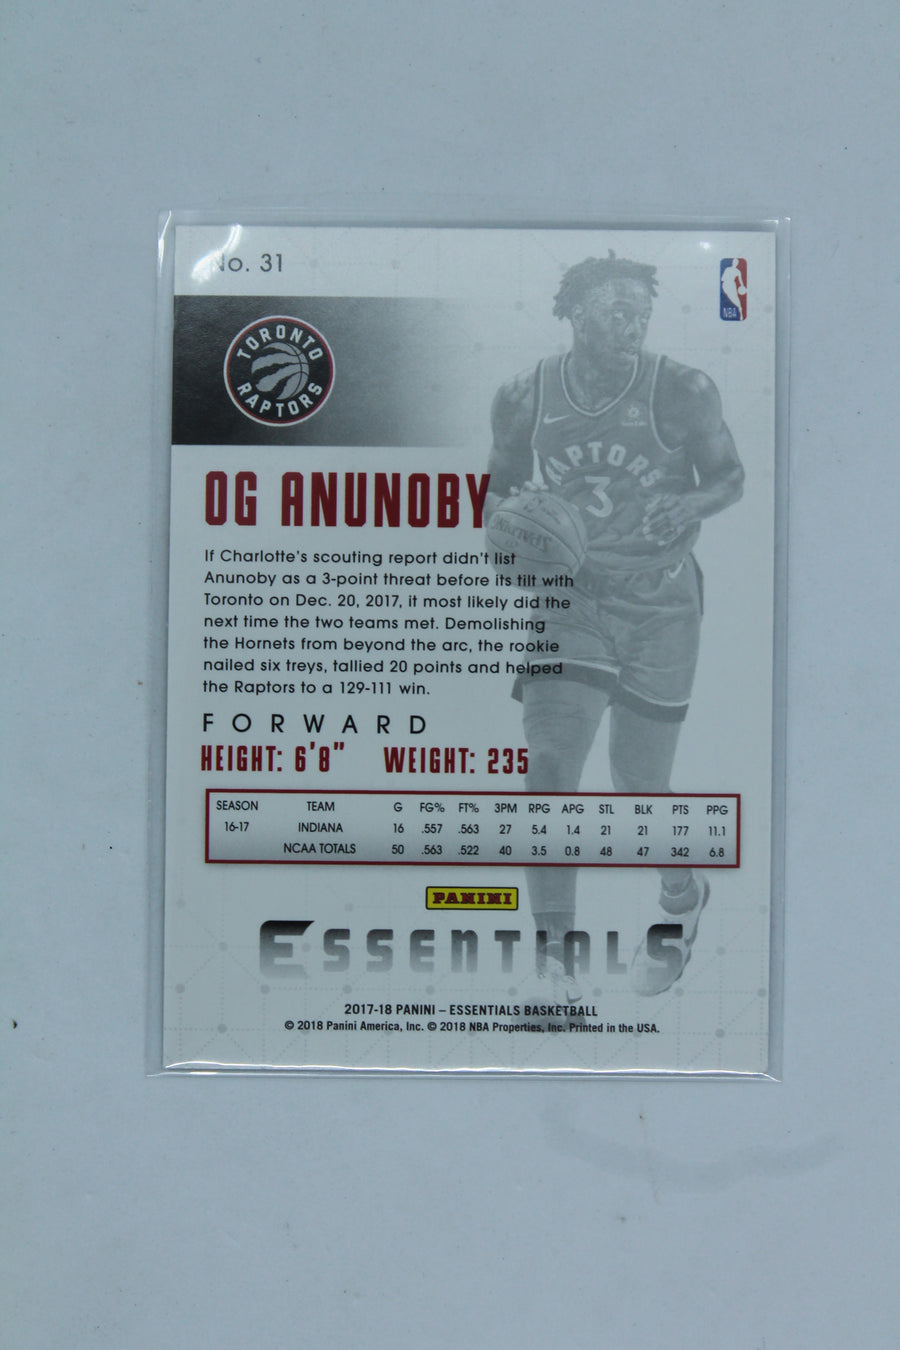 No. 31
NBA
TORONTO
RAPTORS
RAPTORS
3
SPALDING
OG ANUNOBY
If Charlotte's scouting report didn't list
Anunoby as a 3-point threat before its tilt with
Toronto on Dec. 20, 2017, it most likely did the
next time the two teams met. Demolishing
the Hornets from beyond the arc, the rookie
nailed six treys, tallied 20 points and helped
the Raptors to a 129-111 win.
FORWARD
HEIGHT: 6'8" WEIGHT: 235
SEASON TEAM G FG% FT% 3PM RPG APG STL BLK PTS PPG
16-17 INDIANA 16 .557 .563 27 5.4 1.4 21 21 177 11.1
NCAA TOTALS 50 .563 .522 40 3.5 0.8 48 47 342 6.8
PANINI
ESSENTIALS
2017-18 PANINI – ESSENTIALS BASKETBALL
© 2018 Panini America, Inc. © 2018 NBA Properties, Inc. Printed in the USA.